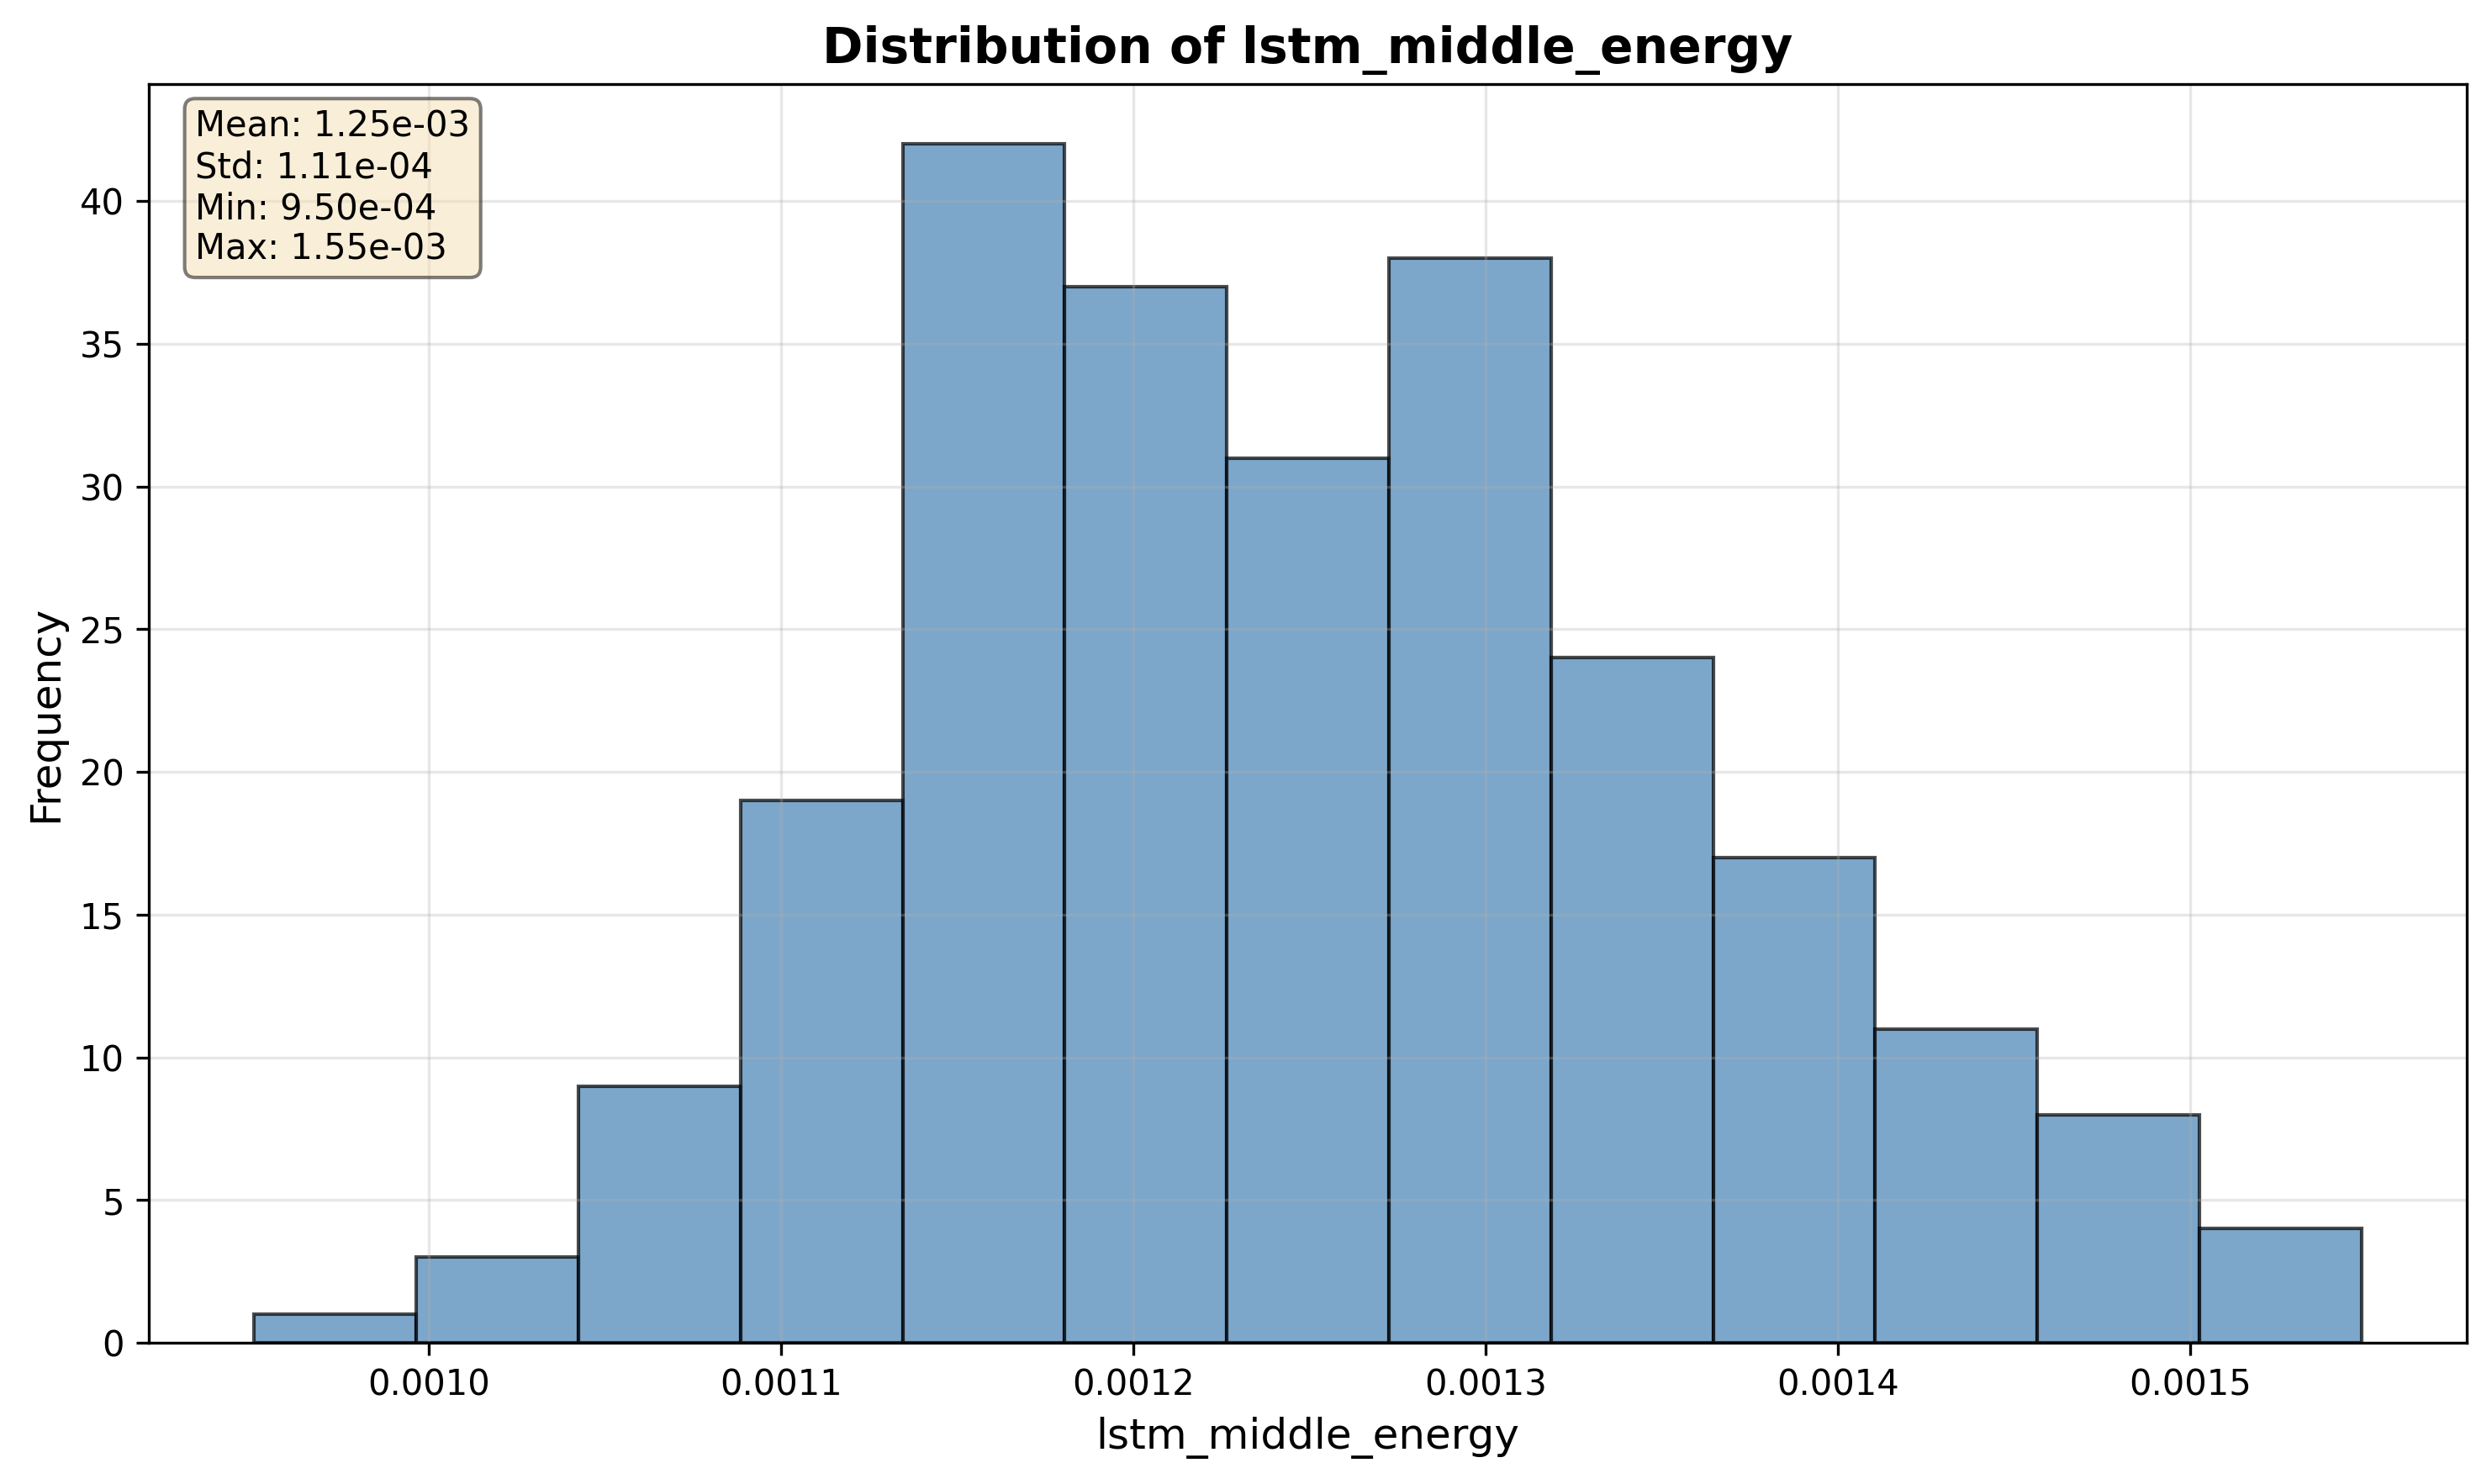 Distribution of lstm_middle_energy
Mean: 1.25e-03
Std: 1.11e-04
Min: 9.50e-04
Max: 1.55e-03
Frequency
40
35
30
25
20
15
10
5
0
0.0010 0.0011 0.0012 0.0013 0.0014 0.0015
lstm_middle_energy